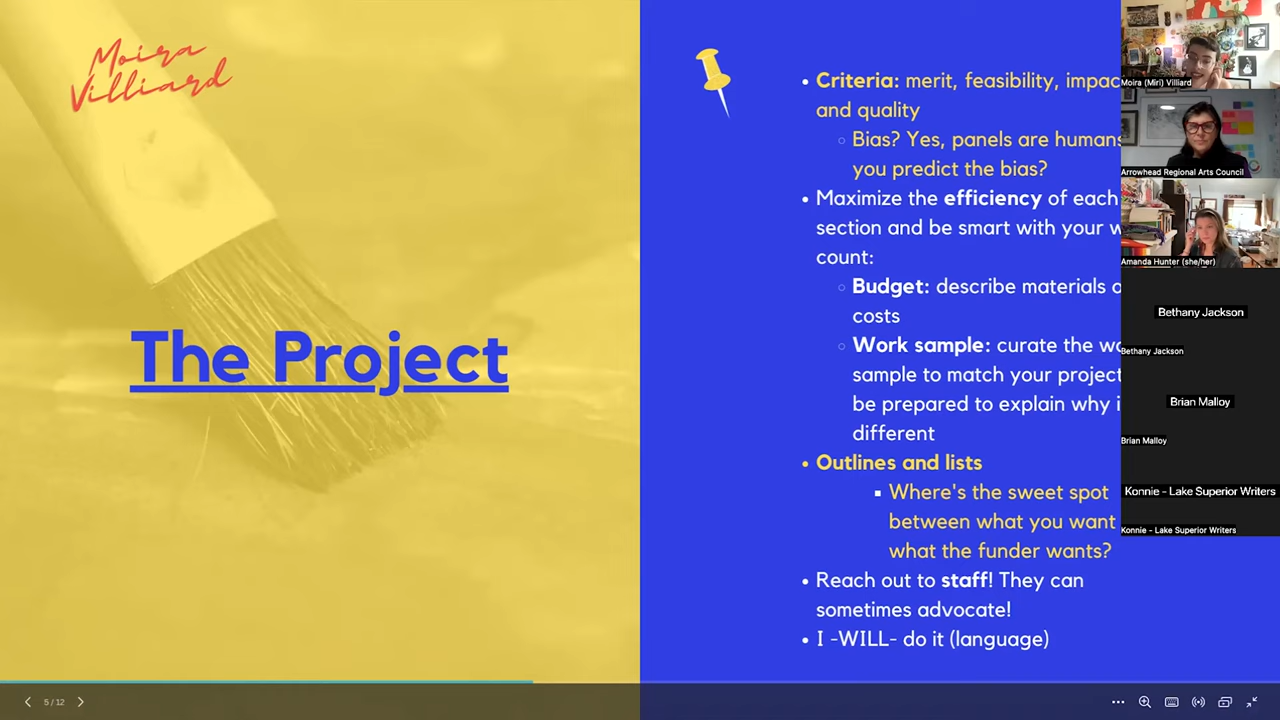 Moira
Villiard
The Project
• Criteria: merit, feasibility, impac
and quality
○ Bias? Yes, panels are humans
you predict the bias?
• Maximize the efficiency of each
section and be smart with your w
count:
○ Budget: describe materials
costs
○ Work sample: curate the wo
sample to match your project
be prepared to explain why i
different
• Outlines and lists
▪ Where's the sweet spot
between what you want
what the funder wants?
• Reach out to staff! They can
sometimes advocate!
• I -WILL- do it (language)
Moira (Miri) Villiard
Arrowhead Regional Arts Council
Amanda Hunter (she/her)
Bethany Jackson
Bethany Jackson
Brian Malloy
Brian Malloy
Konnie - Lake Superior Writers
Konnie - Lake Superior Writers
5 / 12